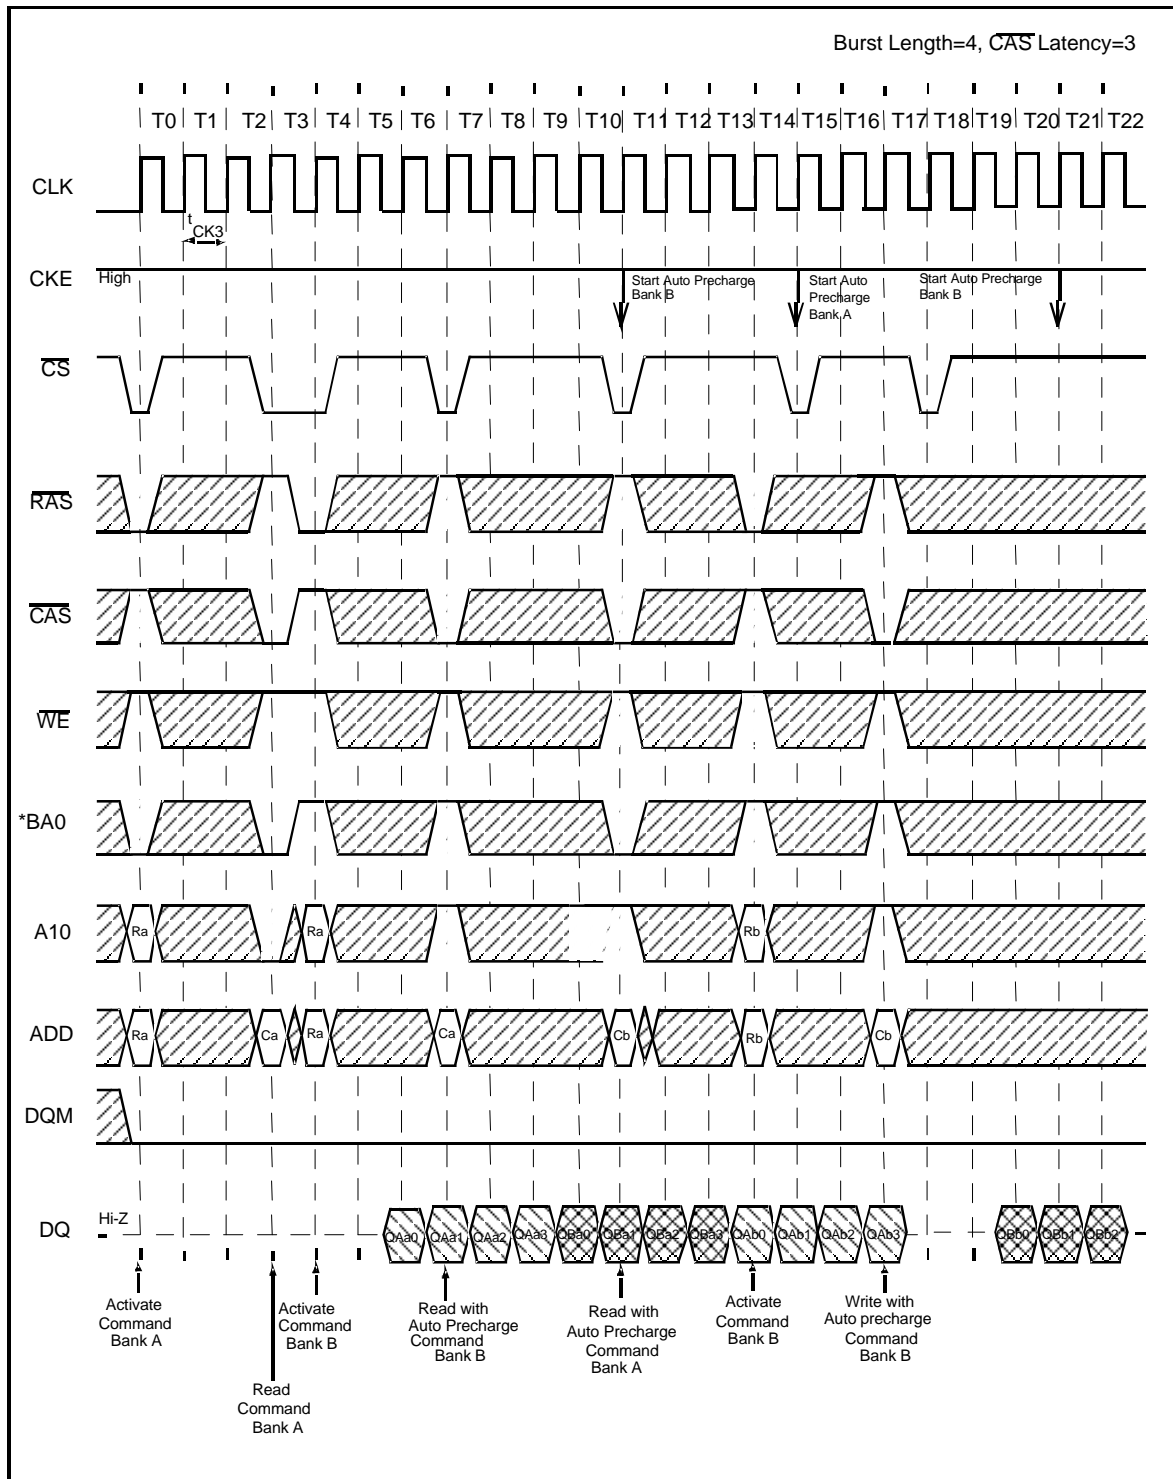 Burst Length=4, CAS Latency=3
T0 T1 T2 T3 T4 T5 T6 T7 T8 T9 T10 T11 T12 T13 T14 T15 T16 T17 T18 T19 T20 T21 T22
CLK
t
CK3
CKE
High
Start Auto Precharge
Bank B
Start Auto
Precharge
Bank A
Start Auto Precharge
Bank B
CS
RAS
CAS
WE
*BA0
A10
Ra Ra Rb
ADD
Ra Ca Ra Ca Cb Rb Cb
DQM
DQ
Hi-Z
QAa0 QAa1 QAa2 QAa3 QBa0 QBa1 QBa2 QBa3 QAb0 QAb1 QAb2 QAb3 QBb0 QBb1 QBb2
Activate
Command
Bank A
Read
Command
Bank A
Activate
Command
Bank B
Read with
Auto Precharge
Command
Bank B
Read with
Auto Precharge
Command
Bank A
Activate
Command
Bank B
Write with
Auto precharge
Command
Bank B